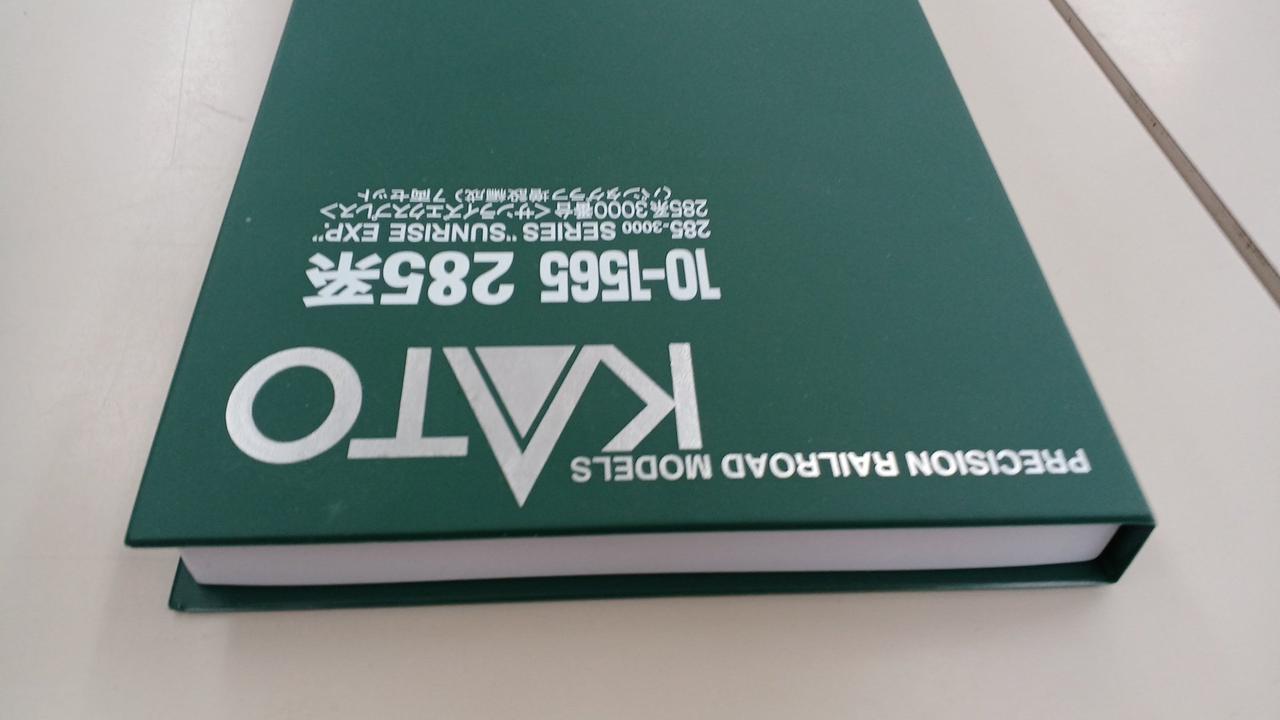 PRECISION RAILROAD MODELS
KATO
10-1565 285系
285-3000 SERIES "SUNRISE EXP."
285系3000番台<サンライズエクスプレス>
(パンタグラフ増設編成) 7両セット